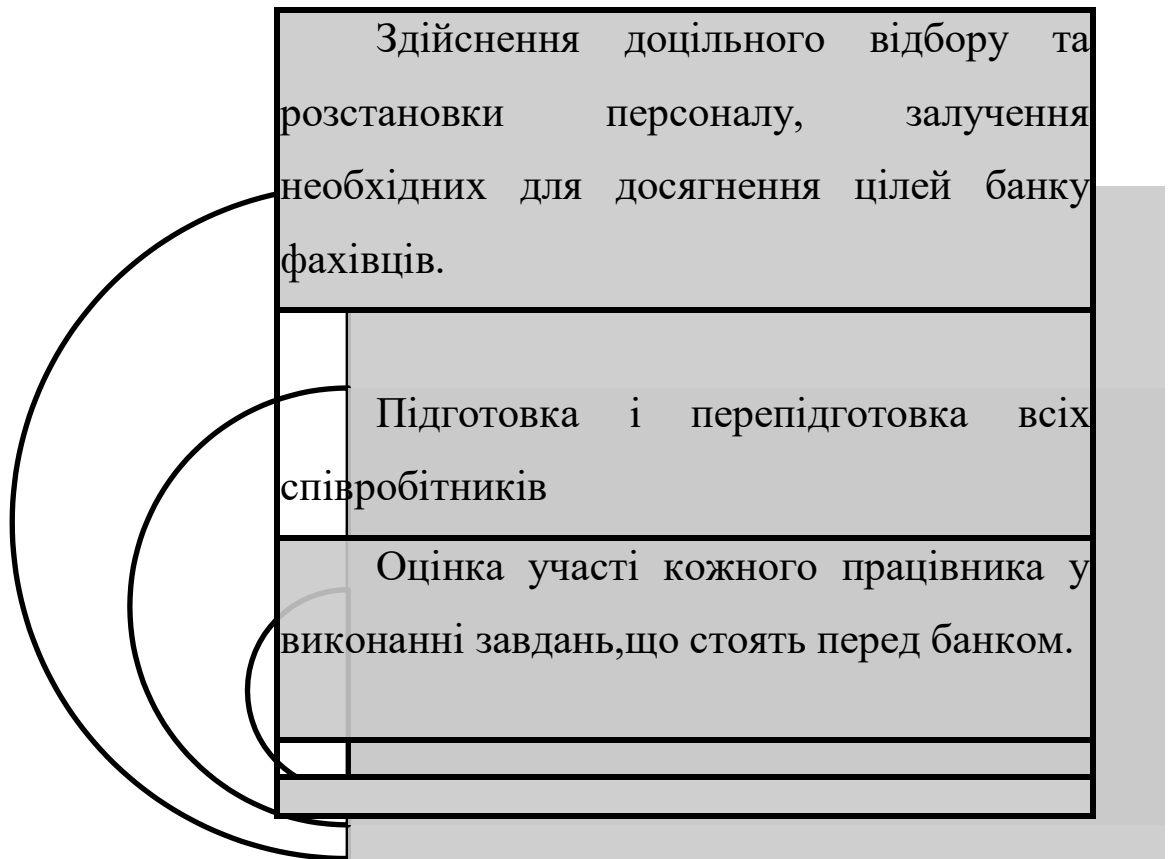 Здійснення доцільного відбору та
розстановки персоналу, залучення
необхідних для досягнення цілей банку
фахівців.
Підготовка і перепідготовка всіх
співробітників
Оцінка участі кожного працівника у
виконанні завдань,що стоять перед банком.